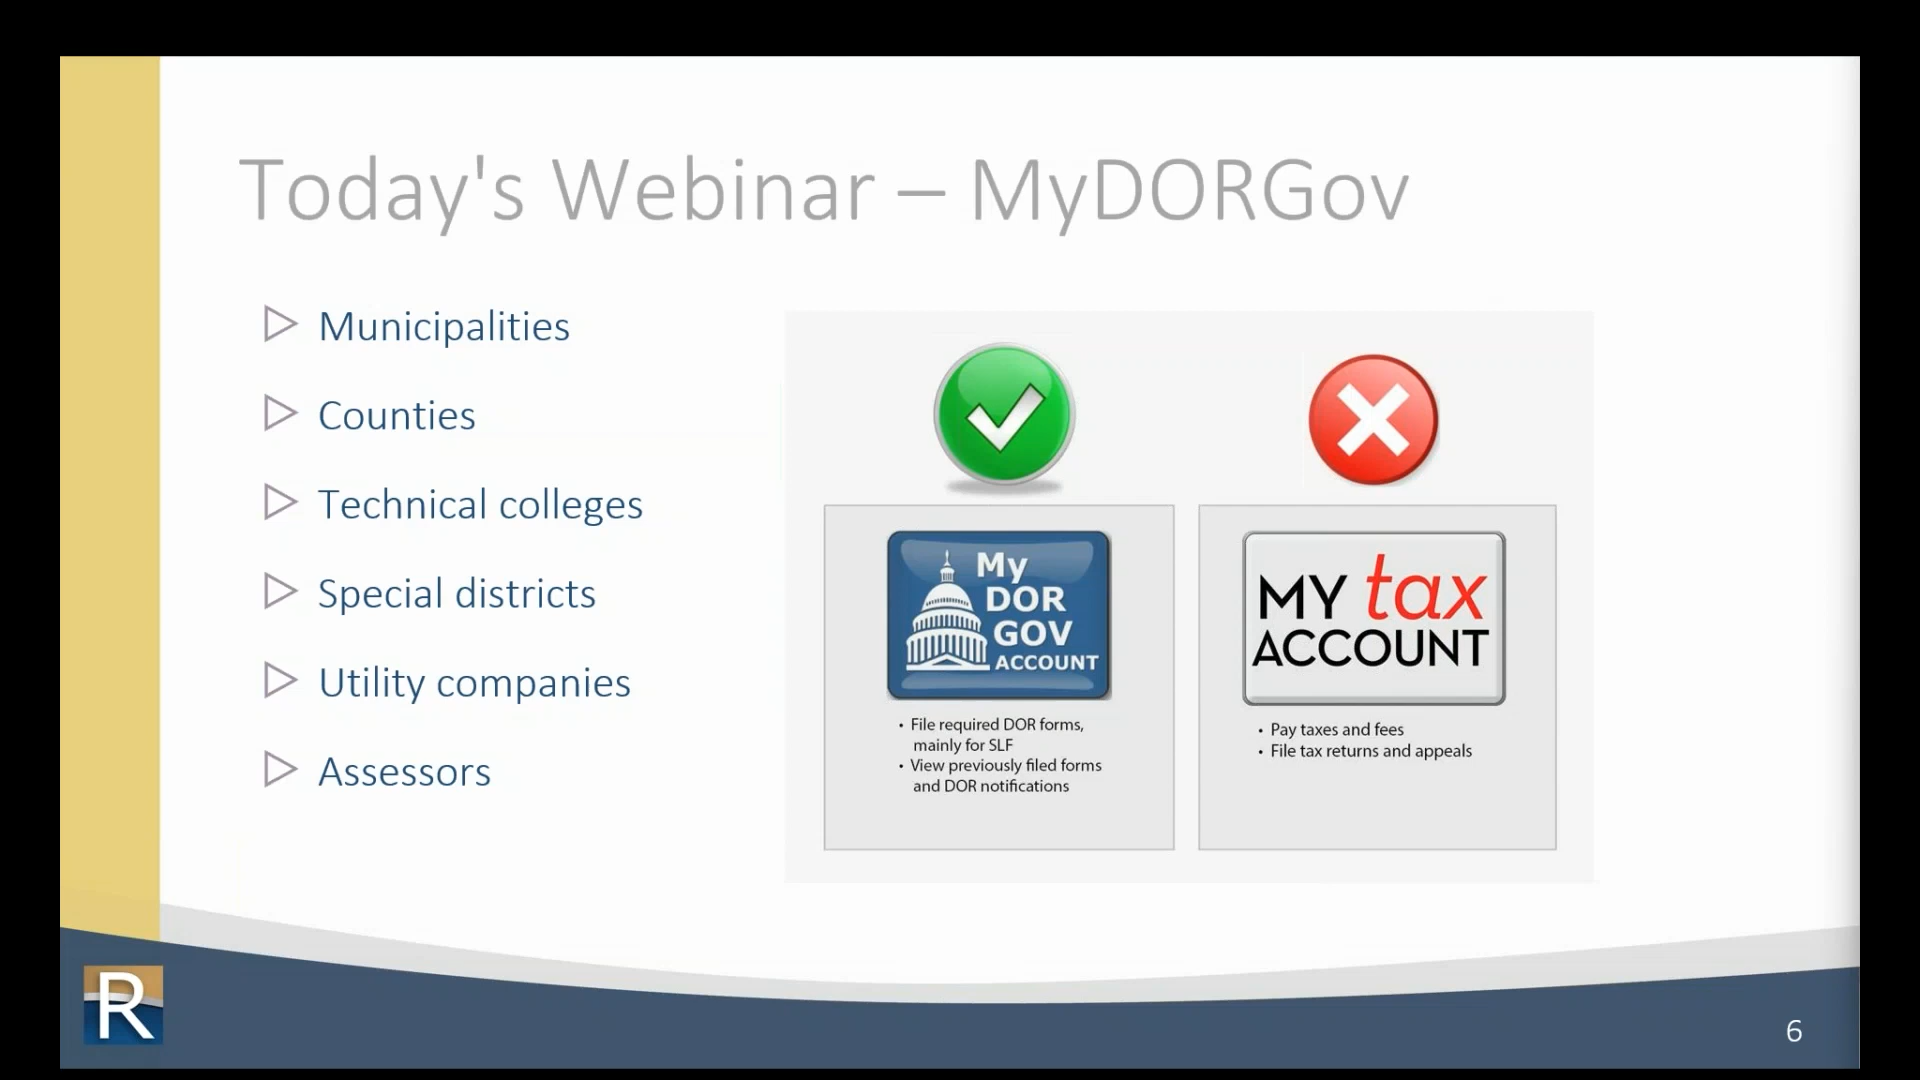 Today's Webinar – MyDORGov
Municipalities
Counties
Technical colleges
Special districts
Utility companies
Assessors
My
DOR
GOV
ACCOUNT
• File required DOR forms,
mainly for SLF
• View previously filed forms
and DOR notifications
MY tax
ACCOUNT
• Pay taxes and fees
• File tax returns and appeals
R
6